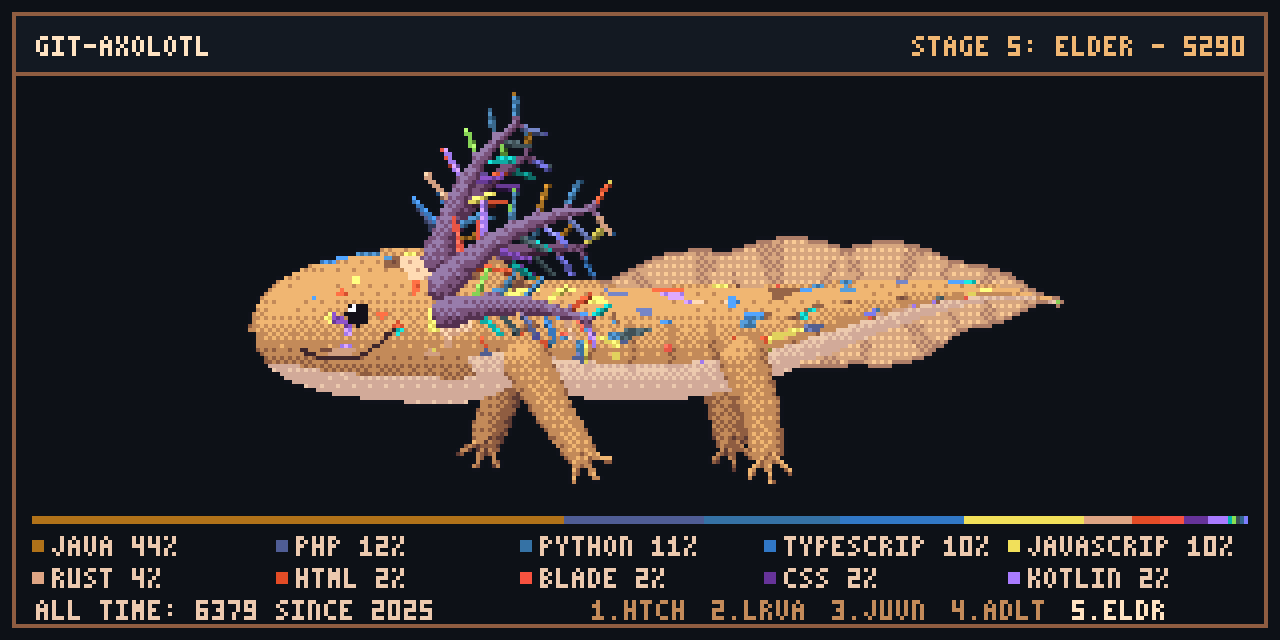 GIT-AXOLOTL STAGE 5: ELDER - 5290
JAVA 44% PHP 12% PYTHON 11% TYPESCRIP 10% JAVASCRIP 10%
RUST 4% HTML 2% BLADE 2% CSS 2% KOTLIN 2%
ALL TIME: 6379 SINCE 2025 1.HTCH 2.LRVA 3.JUVN 4.ADLT 5.ELDR